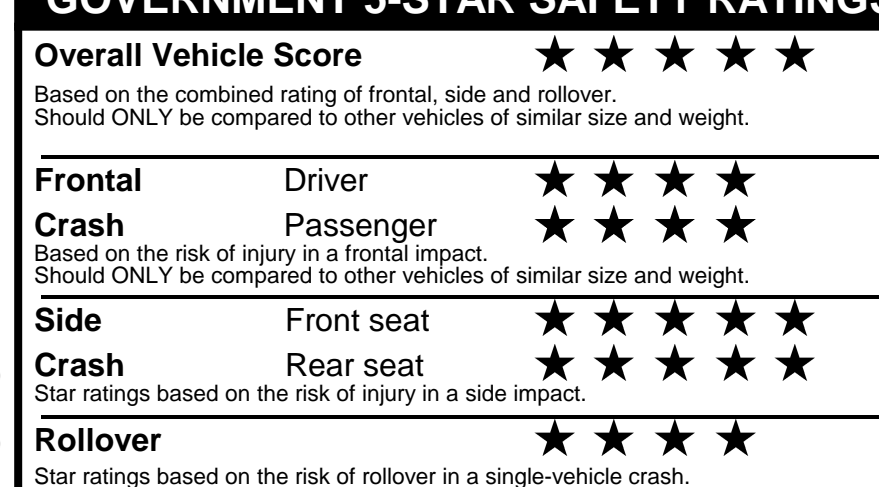 GOVERNMENT 5-STAR SAFETY RATINGS
Overall Vehicle Score ★ ★ ★ ★ ★
Based on the combined rating of frontal, side and rollover.
Should ONLY be compared to other vehicles of similar size and weight.
Frontal Driver ★ ★ ★ ★
Crash Passenger ★ ★ ★ ★
Based on the risk of injury in a frontal impact.
Should ONLY be compared to other vehicles of similar size and weight.
Side Front seat ★ ★ ★ ★ ★
Crash Rear seat ★ ★ ★ ★ ★
Star ratings based on the risk of injury in a side impact.
Rollover ★ ★ ★ ★
Star ratings based on the risk of rollover in a single-vehicle crash.